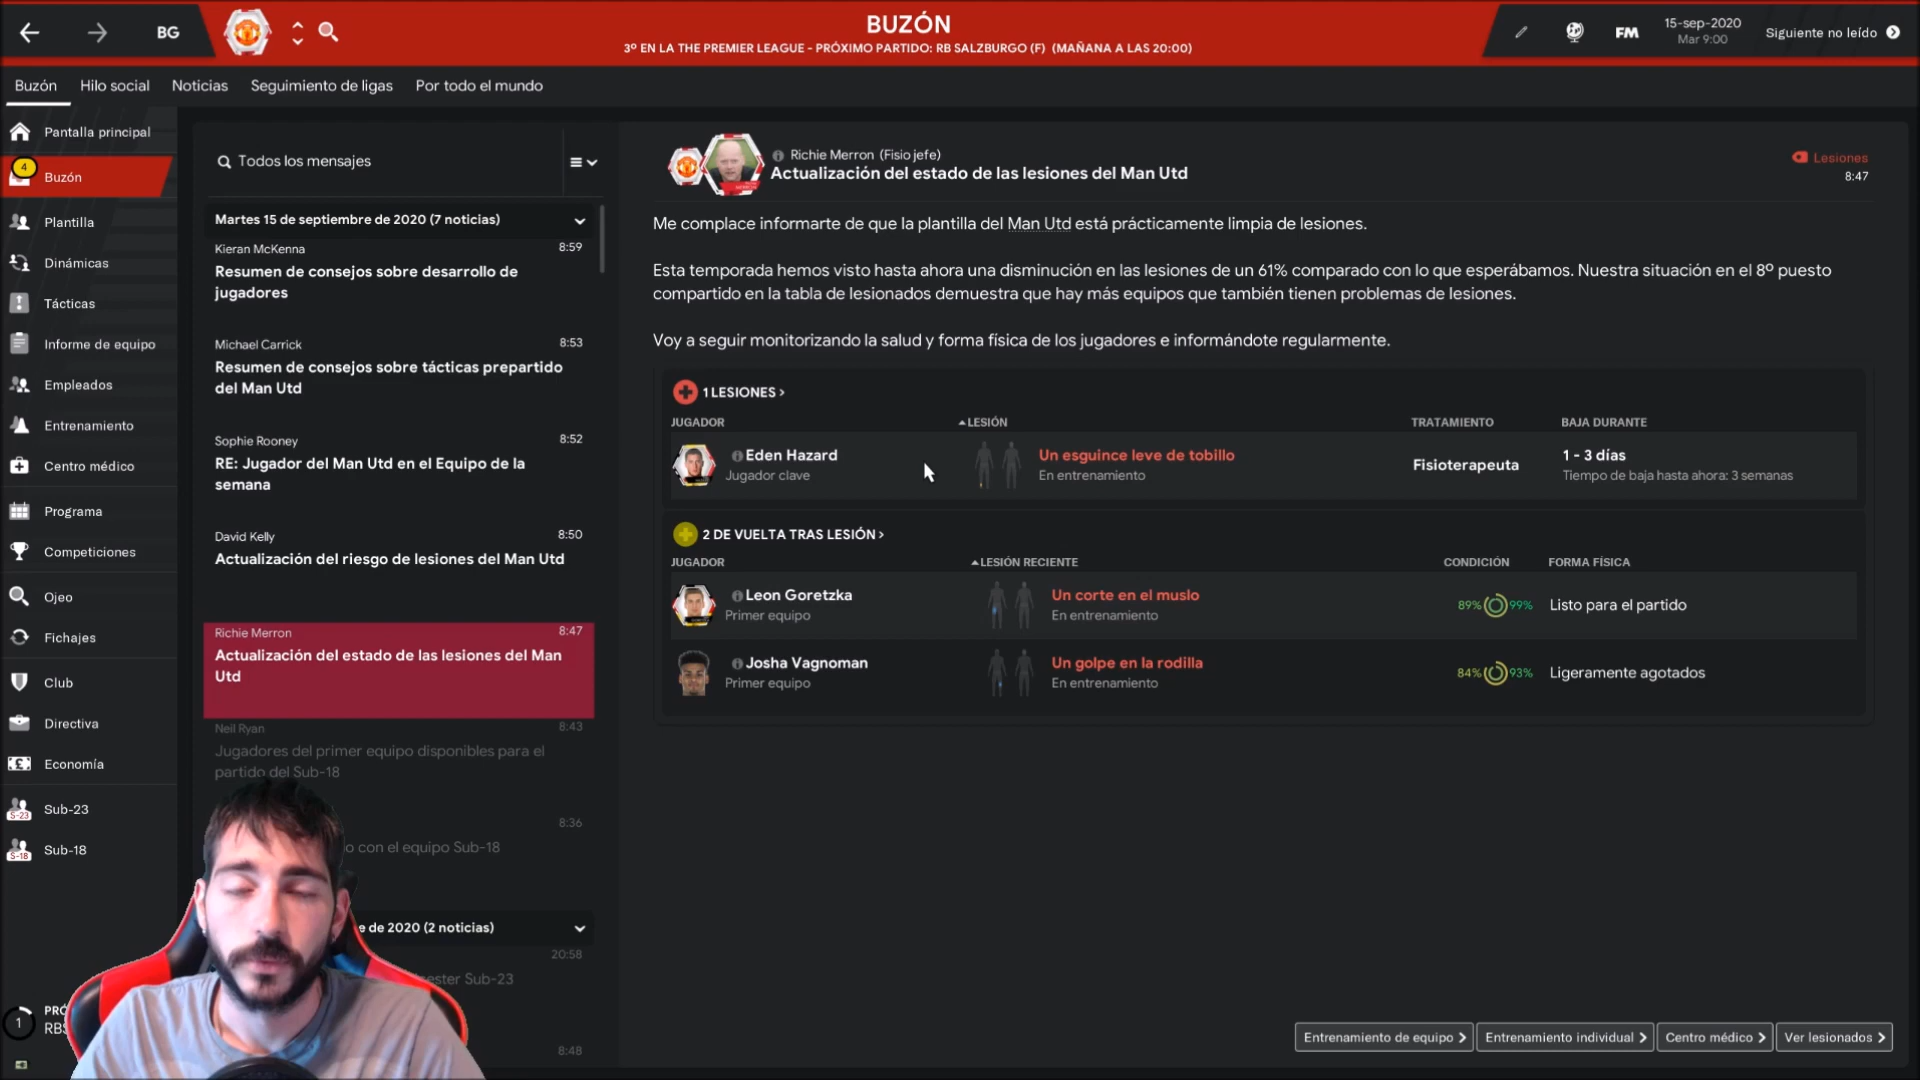 BG
BUZÓN
3º EN LA THE PREMIER LEAGUE - PRÓXIMO PARTIDO: RB SALZBURGO (F) (MAÑANA A LAS 20:00)
FM
15-sep-2020
Mar 9:00
Siguiente no leído
Buzón
Hilo social
Noticias
Seguimiento de ligas
Por todo el mundo
Pantalla principal
4
Buzón
Plantilla
Dinámicas
Tácticas
Informe de equipo
Empleados
Entrenamiento
Centro médico
Programa
Competiciones
Ojeo
Fichajes
Club
Directiva
Economía
S-23
Sub-23
S-18
Sub-18
1
PRÓ
RBS
Todos los mensajes
Martes 15 de septiembre de 2020 (7 noticias)
Kieran McKenna 8:59
Resumen de consejos sobre desarrollo de
jugadores
Michael Carrick 8:53
Resumen de consejos sobre tácticas prepartido
del Man Utd
Sophie Rooney 8:52
RE: Jugador del Man Utd en el Equipo de la
semana
David Kelly 8:50
Actualización del riesgo de lesiones del Man Utd
Richie Merron 8:47
Actualización del estado de las lesiones del Man
Utd
Neil Ryan 8:43
Jugadores del primer equipo disponibles para el
partido del Sub-18
8:36
o con el equipo Sub-18
e de 2020 (2 noticias)
20:58
ester Sub-23
8:48
Richie Merron (Fisio jefe)
Actualización del estado de las lesiones del Man Utd
Lesiones
8:47
Me complace informarte de que la plantilla del Man Utd está prácticamente limpia de lesiones.
Esta temporada hemos visto hasta ahora una disminución en las lesiones de un 61% comparado con lo que esperábamos. Nuestra situación en el 8º puesto
compartido en la tabla de lesionados demuestra que hay más equipos que también tienen problemas de lesiones.
Voy a seguir monitorizando la salud y forma física de los jugadores e informándote regularmente.
1 LESIONES >
JUGADOR LESIÓN TRATAMIENTO BAJA DURANTE
Eden Hazard Un esguince leve de tobillo Fisioterapeuta 1 - 3 días
Jugador clave En entrenamiento Tiempo de baja hasta ahora: 3 semanas
2 DE VUELTA TRAS LESIÓN >
JUGADOR LESIÓN RECIENTE CONDICIÓN FORMA FÍSICA
Leon Goretzka Un corte en el muslo 89% 99% Listo para el partido
Primer equipo En entrenamiento
Josha Vagnoman Un golpe en la rodilla 84% 93% Ligeramente agotados
Primer equipo En entrenamiento
Entrenamiento de equipo > Entrenamiento individual > Centro médico > Ver lesionados >